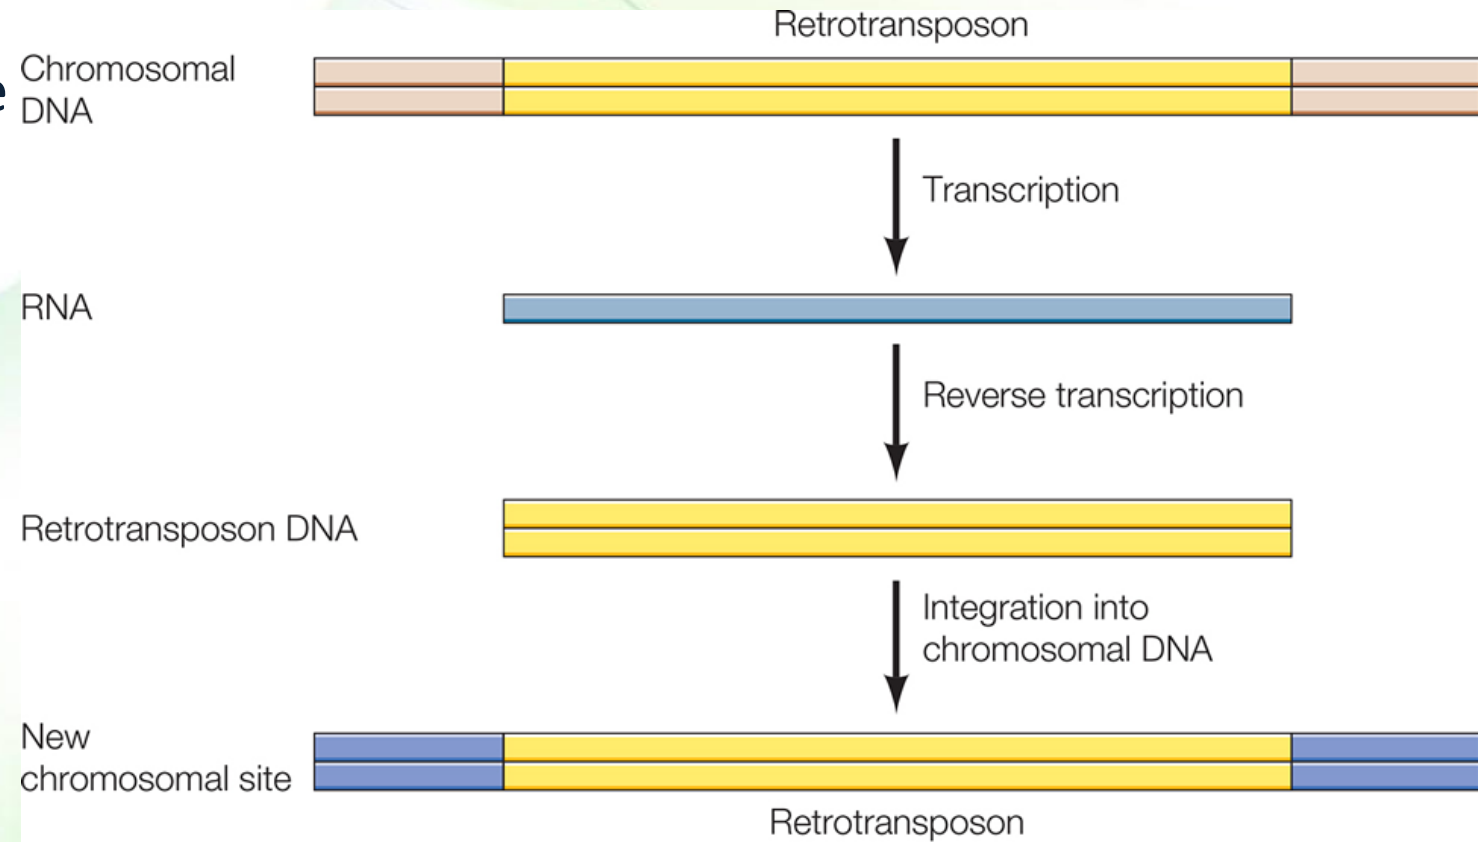 Retrotransposon
Chromosomal
DNA
Transcription
RNA
Reverse transcription
Retrotransposon DNA
Integration into
chromosomal DNA
New
chromosomal site
Retrotransposon